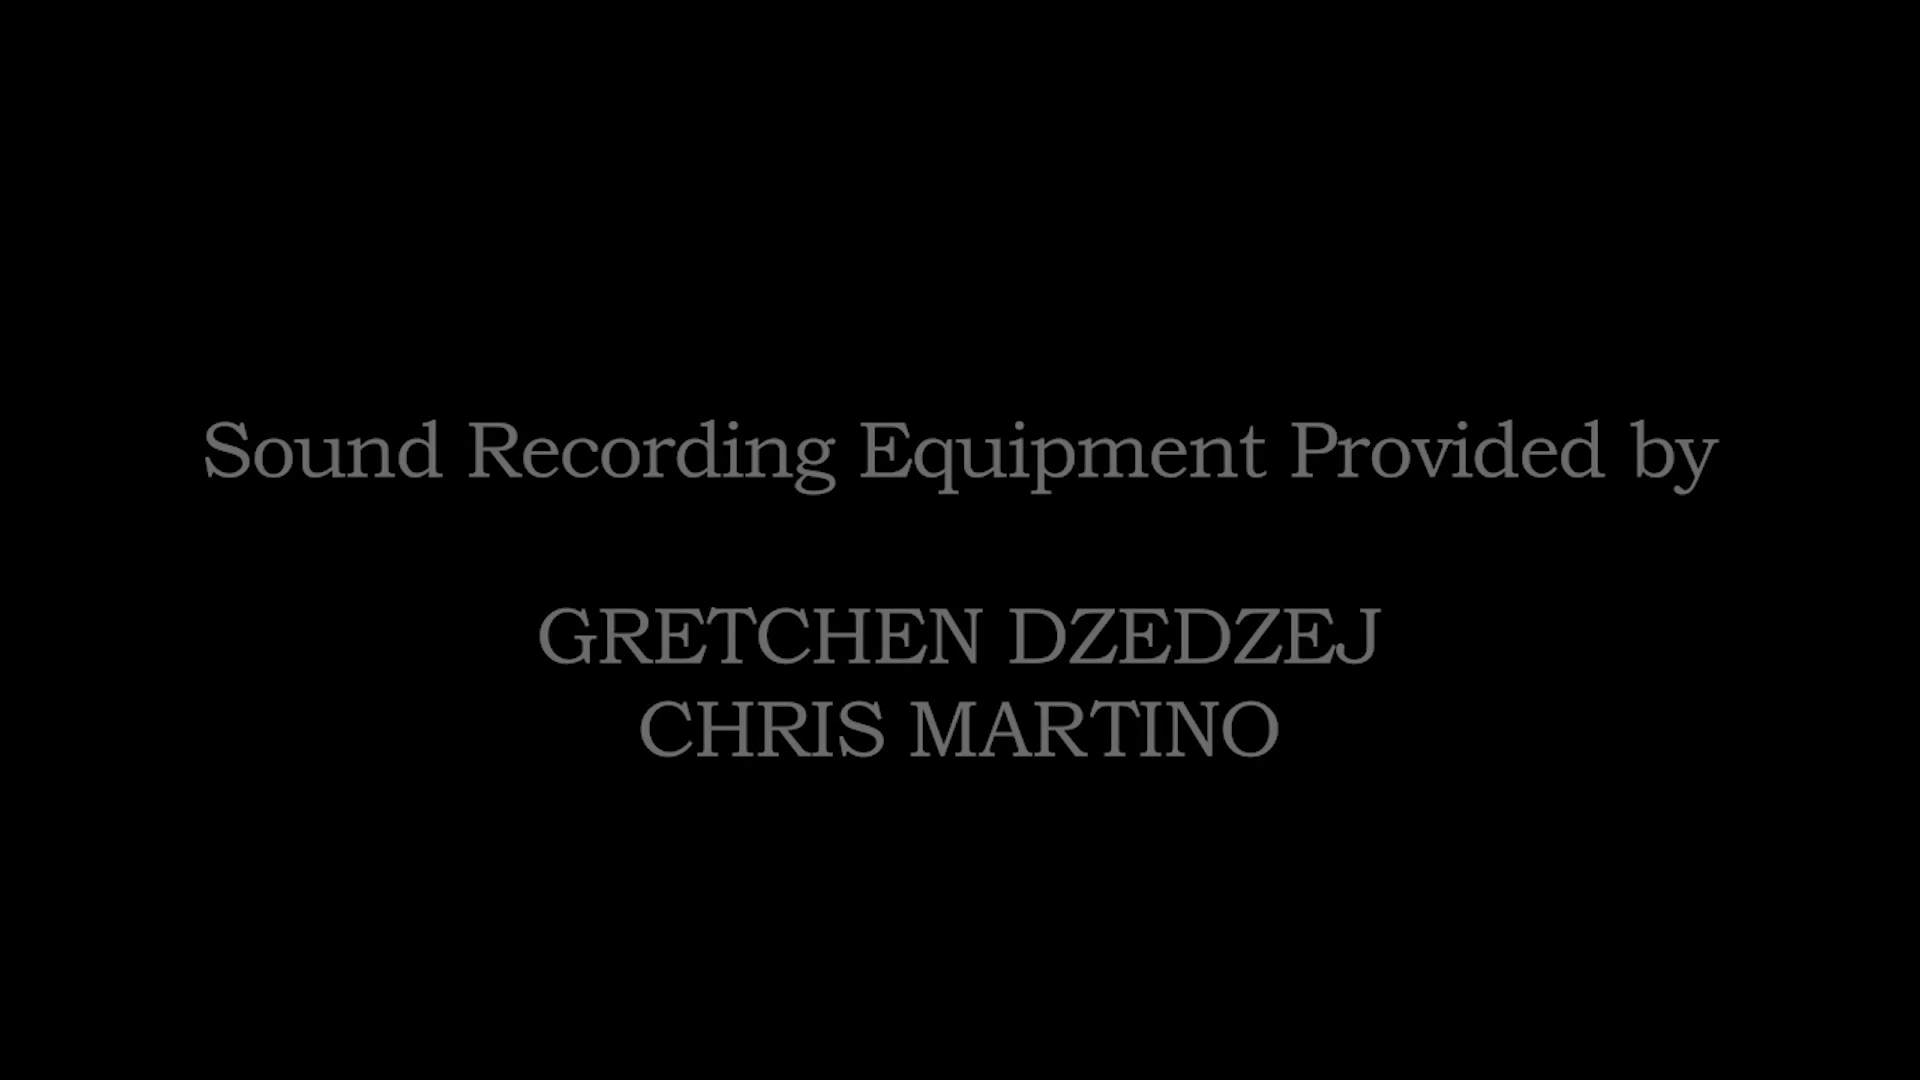 Sound Recording Equipment Provided by
GRETCHEN DZEDZEJ
CHRIS MARTINO